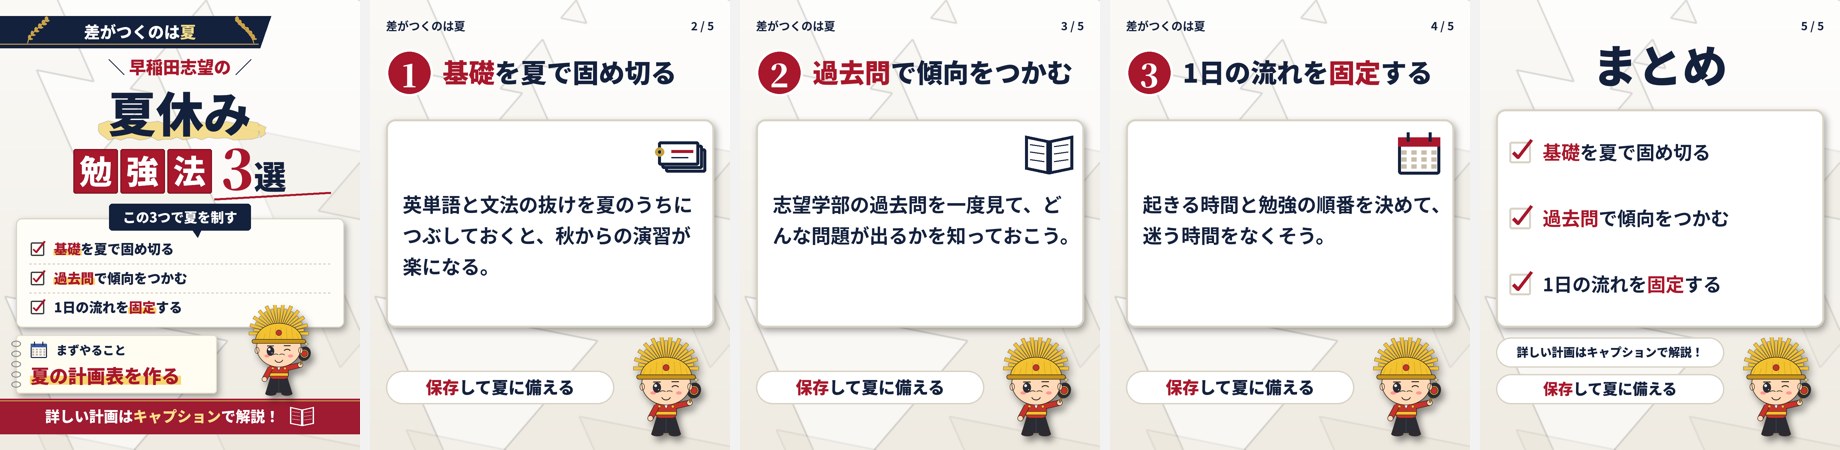 差がつくのは夏
早稲田志望の
夏休み
勉強法3選
この3つで夏を制す
基礎を夏で固め切る
過去問で傾向をつかむ
1日の流れを固定する
まずやること
夏の計画表を作る
詳しい計画はキャプションで解説！
差がつくのは夏
2 / 5
1 基礎を夏で固め切る
英単語と文法の抜けを夏のうちに
つぶしておくと、秋からの演習が
楽になる。
保存して夏に備える
差がつくのは夏
3 / 5
2 過去問で傾向をつかむ
志望学部の過去問を一度見て、ど
んな問題が出るかを知っておこう。
保存して夏に備える
差がつくのは夏
4 / 5
3 1日の流れを固定する
起きる時間と勉強の順番を決めて、
迷う時間をなくそう。
保存して夏に備える
5 / 5
まとめ
基礎を夏で固め切る
過去問で傾向をつかむ
1日の流れを固定する
詳しい計画はキャプションで解説！
保存して夏に備える